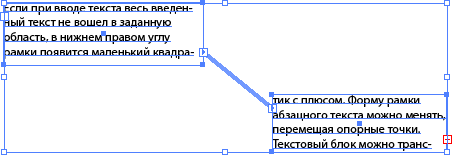 Если при вводе текста весь введен-
ный текст не вошел в заданную
область, в нижнем правом углу
рамки появится маленький квадра-
тик с плюсом. Форму рамки
абзацного текста можно менять,
перемещая опорные точки.
Текстовый блок можно транс-